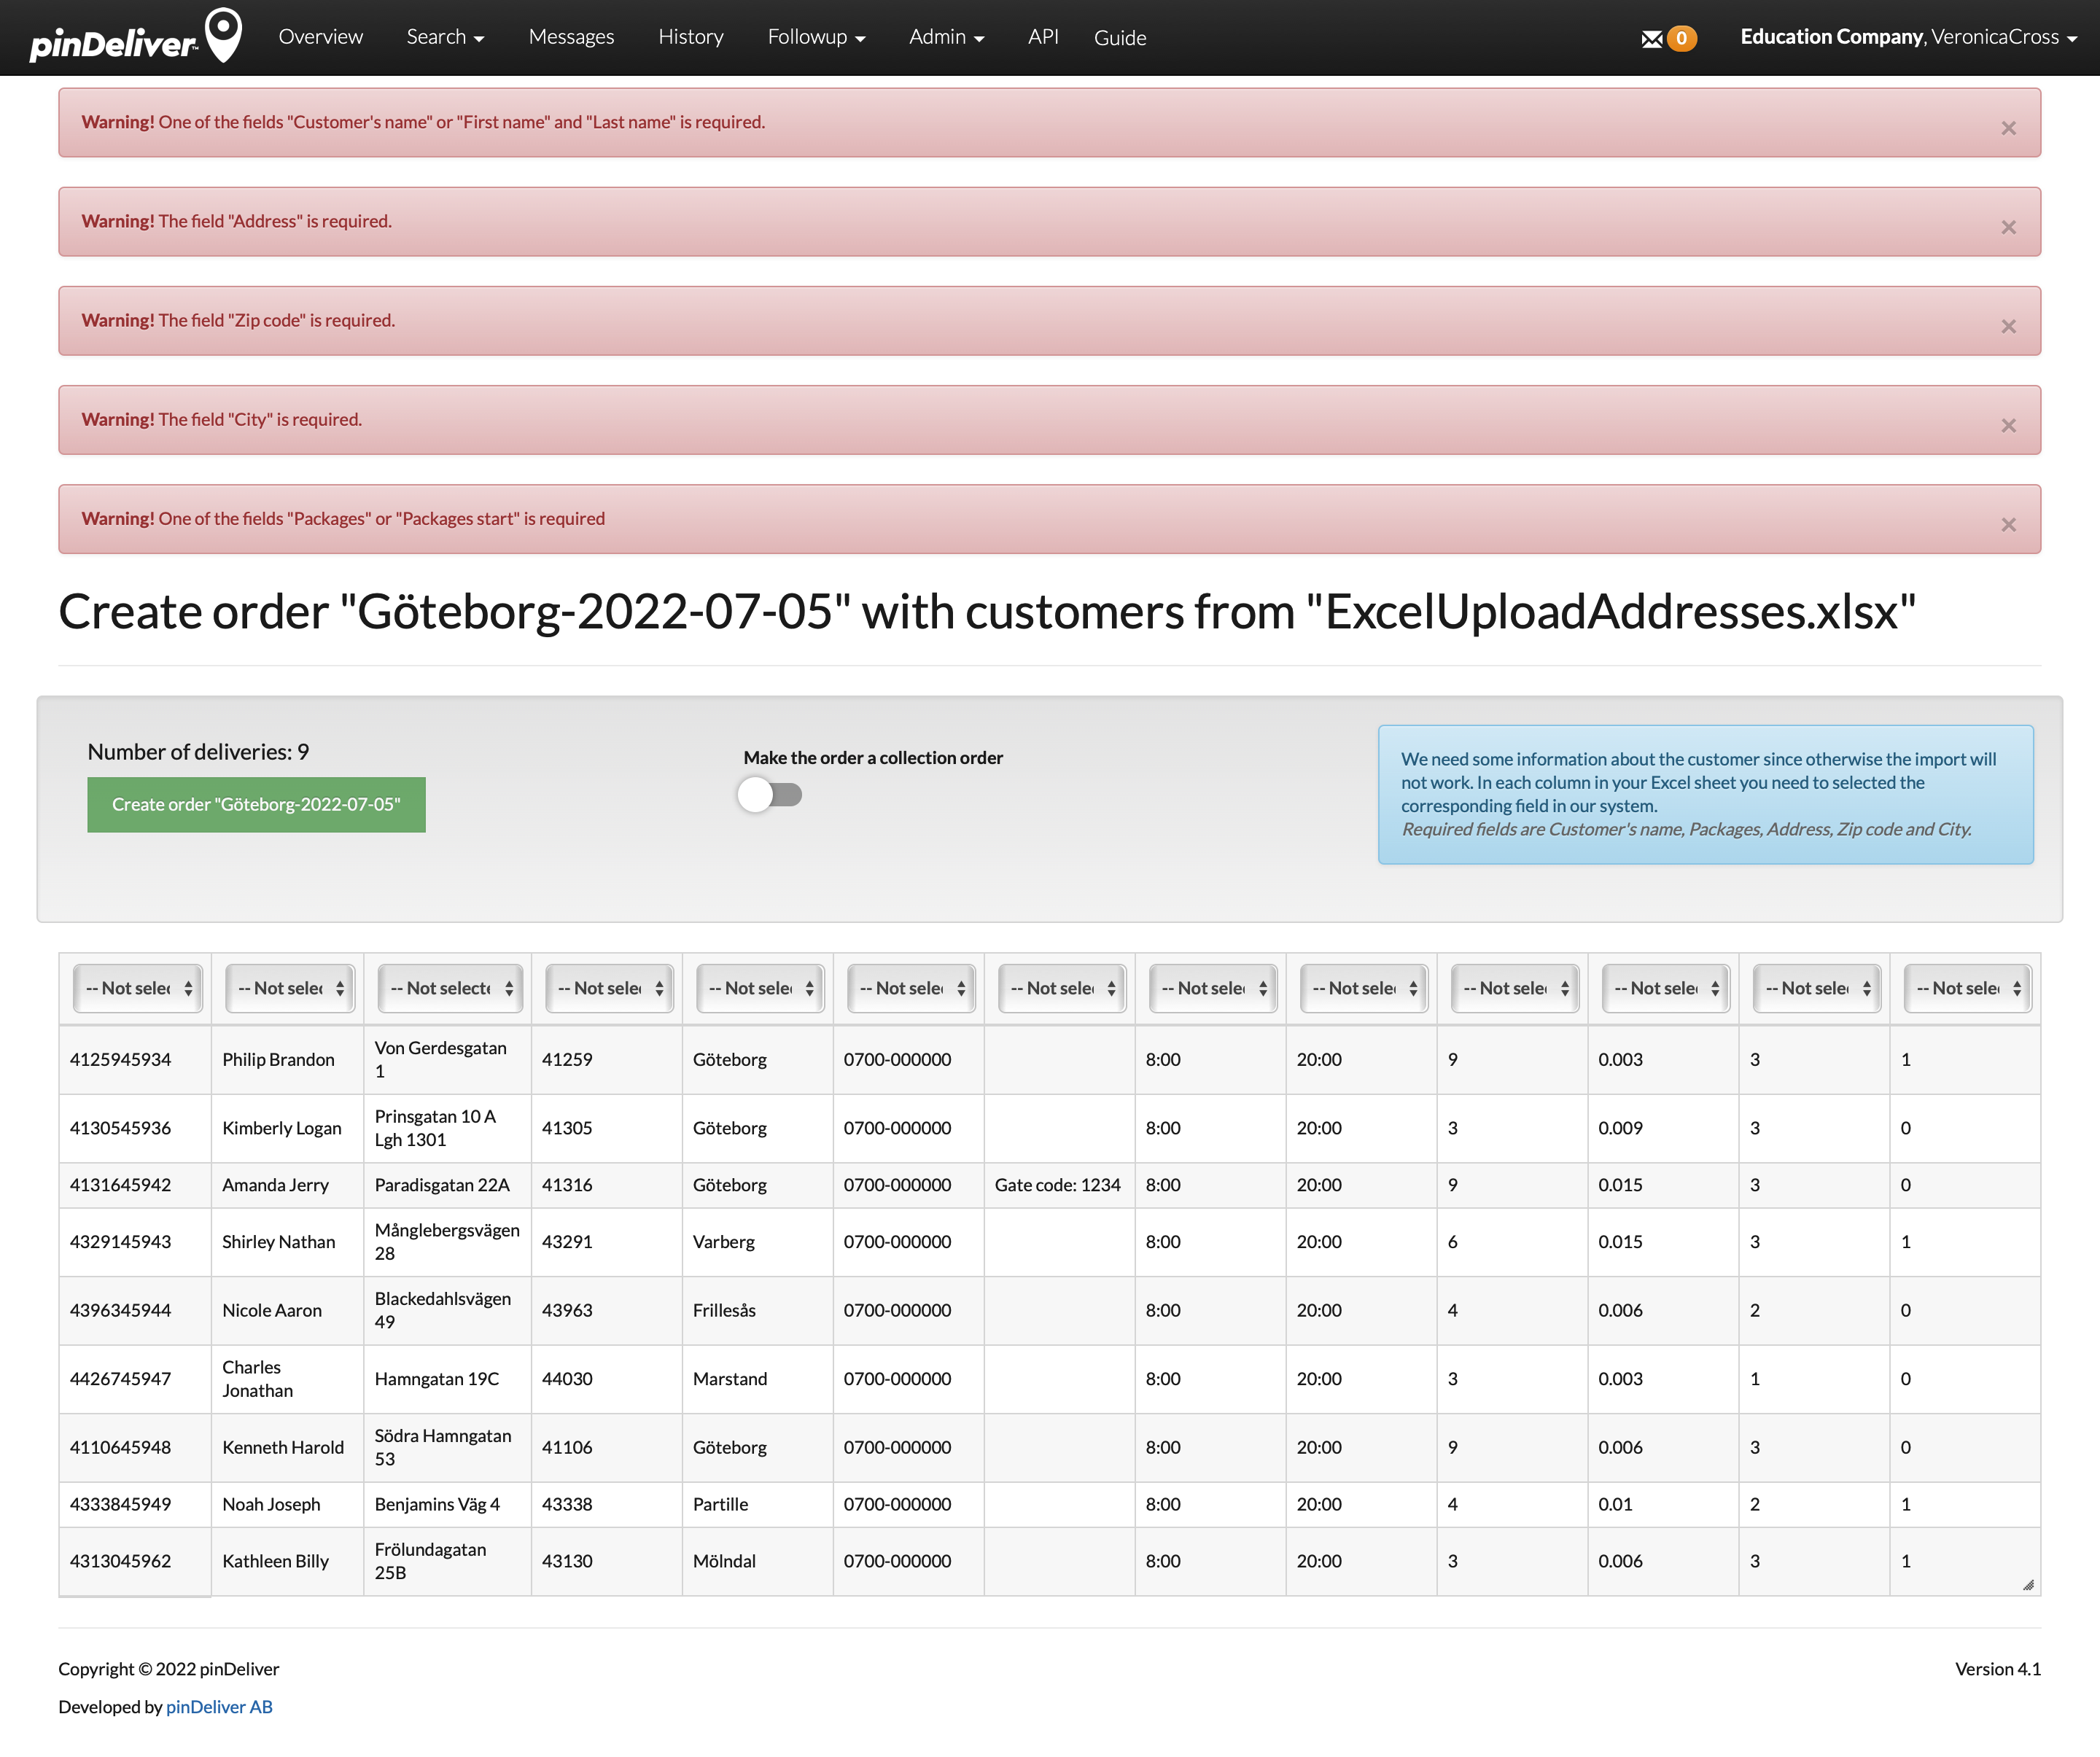 pinDeliver™ Overview Search Messages History Followup Admin API Guide 0 Education Company, VeronicaCross
Warning! One of the fields "Customer's name" or "First name" and "Last name" is required. ×
Warning! The field "Address" is required. ×
Warning! The field "Zip code" is required. ×
Warning! The field "City" is required. ×
Warning! One of the fields "Packages" or "Packages start" is required ×
Create order "Göteborg-2022-07-05" with customers from "ExcelUploadAddresses.xlsx"
Number of deliveries: 9
Create order "Göteborg-2022-07-05"
Make the order a collection order
We need some information about the customer since otherwise the import will
not work. In each column in your Excel sheet you need to selected the
corresponding field in our system.
Required fields are Customer's name, Packages, Address, Zip code and City.
-- Not selec -- Not selec -- Not selecte -- Not selec -- Not selec -- Not selec -- Not selec -- Not selec -- Not selec -- Not selec -- Not selec -- Not selec -- Not selec
4125945934 Philip Brandon Von Gerdesgatan 41259 Göteborg 0700-000000 8:00 20:00 9 0.003 3 1
1
4130545936 Kimberly Logan Prinsgatan 10 A 41305 Göteborg 0700-000000 8:00 20:00 3 0.009 3 0
Lgh 1301
4131645942 Amanda Jerry Paradisgatan 22A 41316 Göteborg 0700-000000 Gate code: 1234 8:00 20:00 9 0.015 3 0
4329145943 Shirley Nathan Månglebergsvägen 43291 Varberg 0700-000000 8:00 20:00 6 0.015 3 1
28
4396345944 Nicole Aaron Blackedahlsvägen 43963 Frillesås 0700-000000 8:00 20:00 4 0.006 2 0
49
4426745947 Charles Hamngatan 19C 44030 Marstand 0700-000000 8:00 20:00 3 0.003 1 0
Jonathan
4110645948 Kenneth Harold Södra Hamngatan 41106 Göteborg 0700-000000 8:00 20:00 9 0.006 3 0
53
4333845949 Noah Joseph Benjamins Väg 4 43338 Partille 0700-000000 8:00 20:00 4 0.01 2 1
4313045962 Kathleen Billy Frölundagatan 43130 Mölndal 0700-000000 8:00 20:00 3 0.006 3 1
25B
Copyright © 2022 pinDeliver Version 4.1
Developed by pinDeliver AB